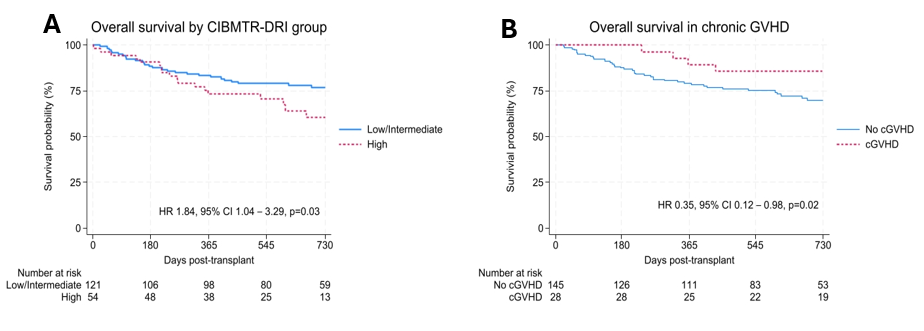 A
Overall survival by CIBMTR-DRI group
Survival probability (%)
100
75
50
25
0
Low/Intermediate
High
HR 1.84, 95% CI 1.04 – 3.29, p=0.03
0 180 365 545 730
Days post-transplant
Number at risk
Low/Intermediate 121 106 98 80 59
High 54 48 38 25 13
B
Overall survival in chronic GVHD
Survivial probability (%)
100
75
50
25
0
No cGVHD
cGVHD
HR 0.35, 95% CI 0.12 – 0.98, p=0.02
0 180 365 545 730
Days post-transplant
Number at risk
No cGVHD 145 126 111 83 53
cGVHD 28 28 25 22 19